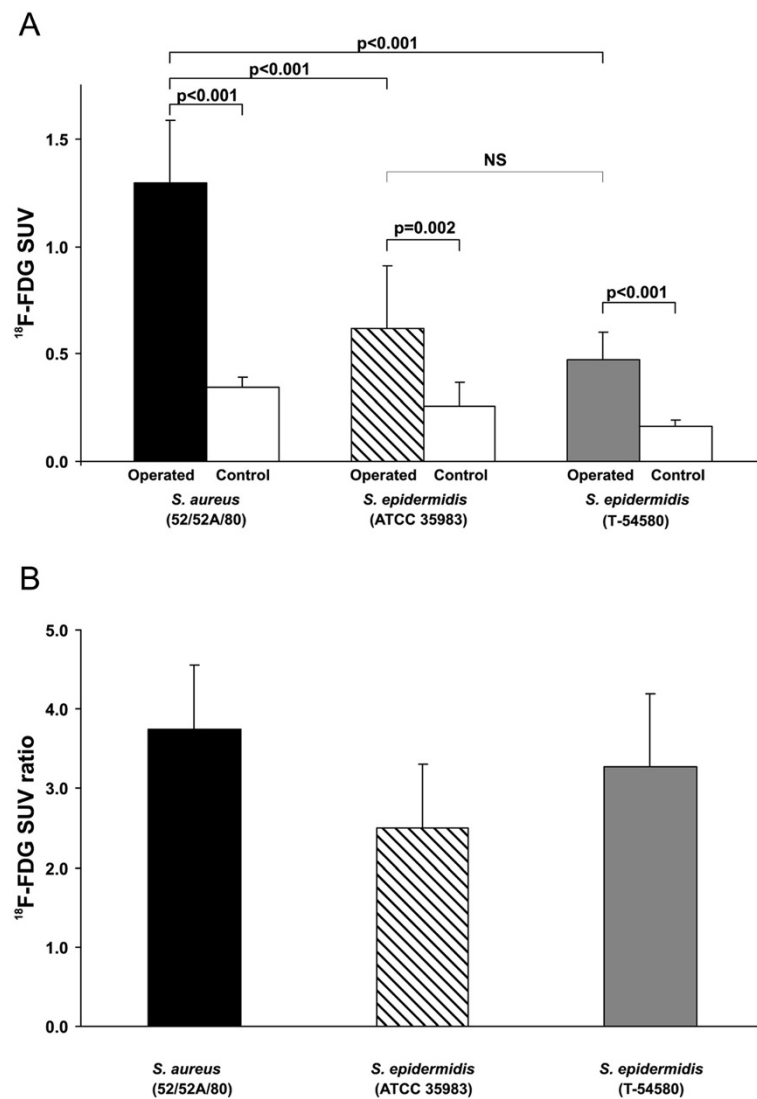 A
p<0.001
p<0.001
p<0.001
NS
p=0.002
p<0.001
¹⁸F-FDG SUV
1.5
1.0
0.5
0.0
Operated Control Operated Control Operated Control
S. aureus S. epidermidis S. epidermidis
(52/52A/80) (ATCC 35983) (T-54580)
B
¹⁸F-FDG SUV ratio
5.0
4.0
3.0
2.0
1.0
0.0
S. aureus S. epidermidis S. epidermidis
(52/52A/80) (ATCC 35983) (T-54580)